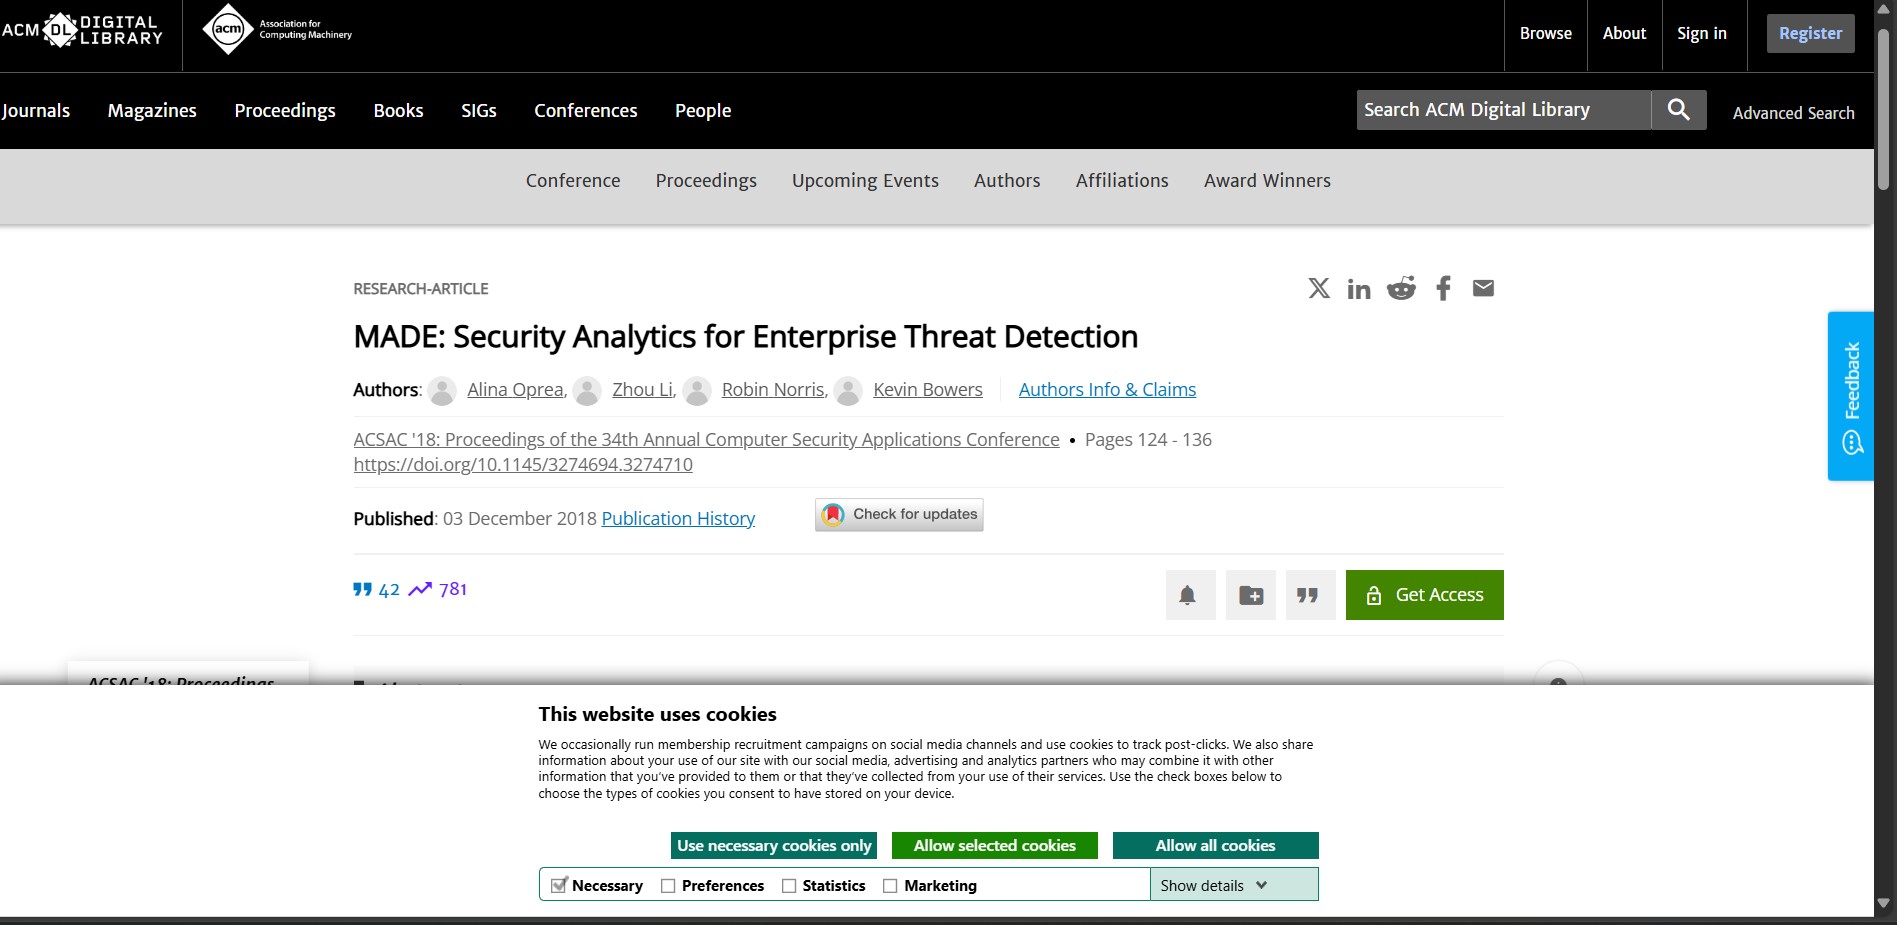 ACM DL DIGITAL LIBRARY
acm Association for Computing Machinery
Browse
About
Sign in
Register
Journals
Magazines
Proceedings
Books
SIGs
Conferences
People
Search ACM Digital Library
Advanced Search
Conference
Proceedings
Upcoming Events
Authors
Affiliations
Award Winners
RESEARCH-ARTICLE
MADE: Security Analytics for Enterprise Threat Detection
Authors: Alina Oprea, Zhou Li, Robin Norris, Kevin Bowers Authors Info & Claims
ACSAC '18: Proceedings of the 34th Annual Computer Security Applications Conference • Pages 124 - 136
https://doi.org/10.1145/3274694.3274710
Published: 03 December 2018 Publication History
Check for updates
42 781
Get Access
Feedback
ACSAC '18: Proceedings
This website uses cookies
We occasionally run membership recruitment campaigns on social media channels and use cookies to track post-clicks. We also share
information about your use of our site with our social media, advertising and analytics partners who may combine it with other
information that you've provided to them or that they've collected from your use of their services. Use the check boxes below to
choose the types of cookies you consent to have stored on your device.
Use necessary cookies only
Allow selected cookies
Allow all cookies
Necessary
Preferences
Statistics
Marketing
Show details